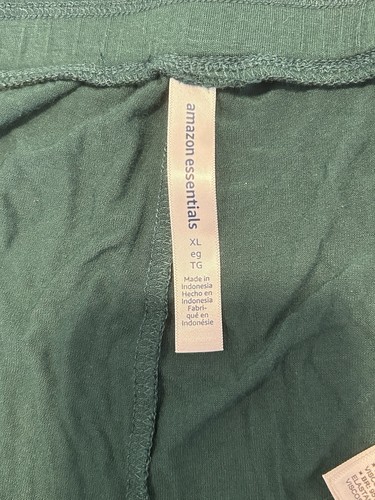 amazon essentials
XL
eg
TG
Made in
Indonesia
Hecho en
Indonesia
Fabri-
qué en
Indonésie